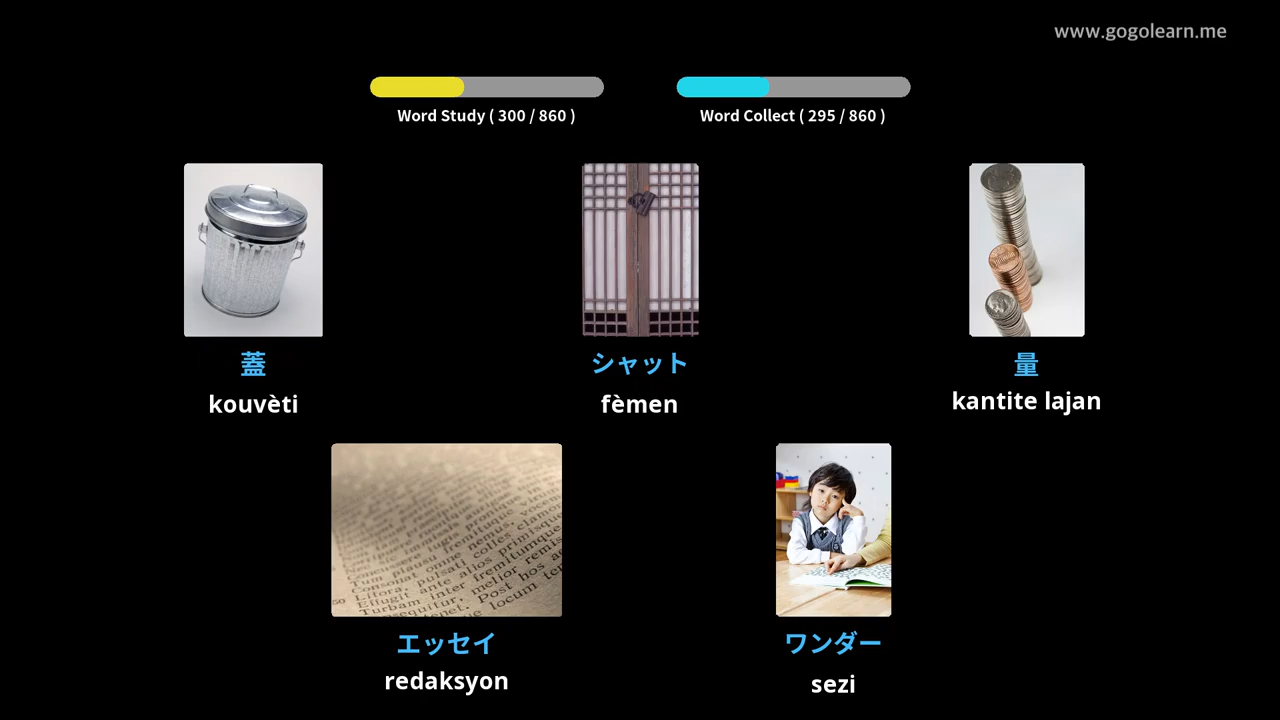 www.gogolearn.me
Word Study ( 300 / 860 )
Word Collect ( 295 / 860 )
蓋
kouvèti
シャット
fèmen
量
kantite lajan
エッセイ
redaksyon
ワンダー
sezi